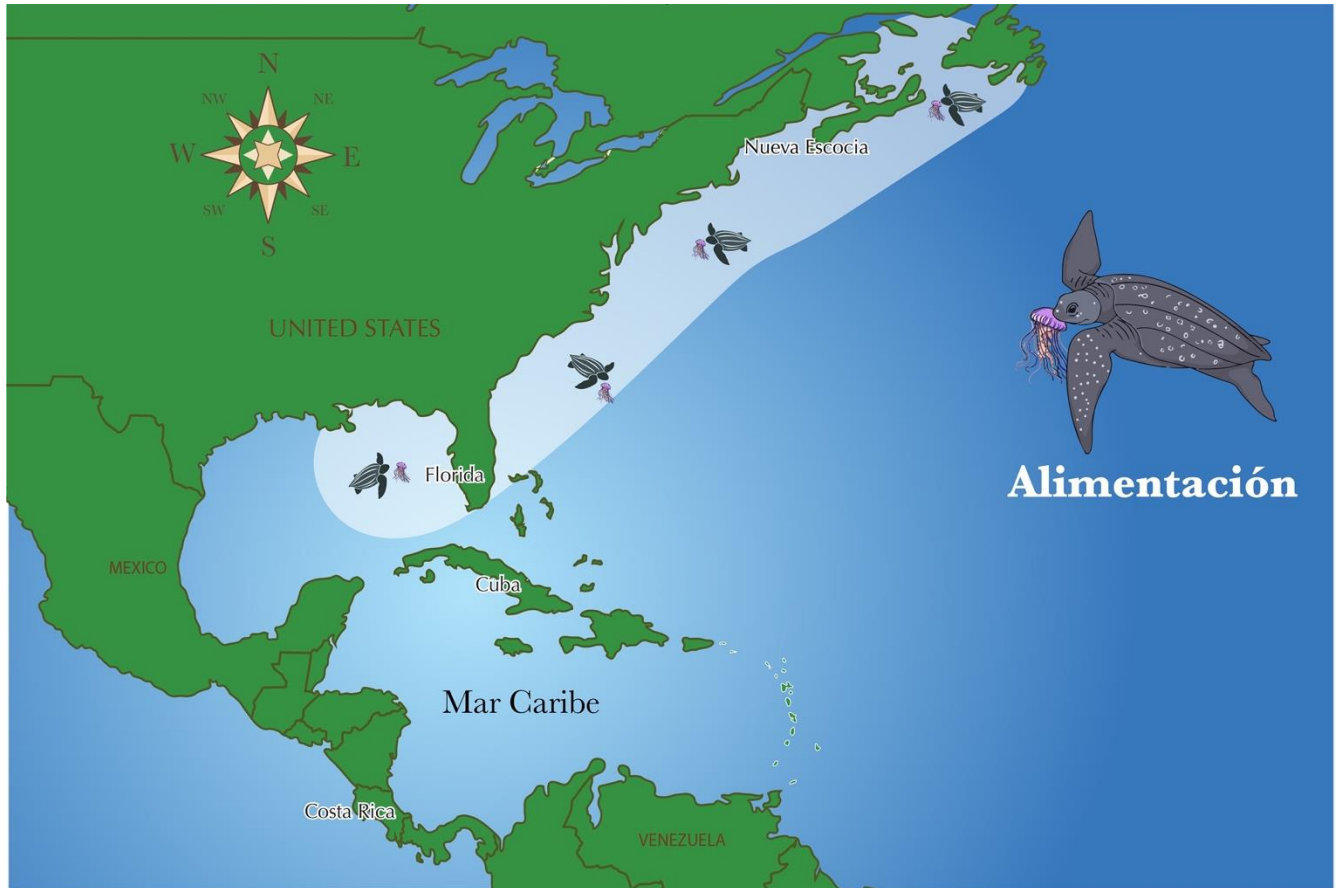 N
NW
NE
W
E
SW
SE
S
Nueva Escocia
UNITED STATES
Florida
Alimentación
MEXICO
Cuba
Mar Caribe
Costa Rica
VENEZUELA